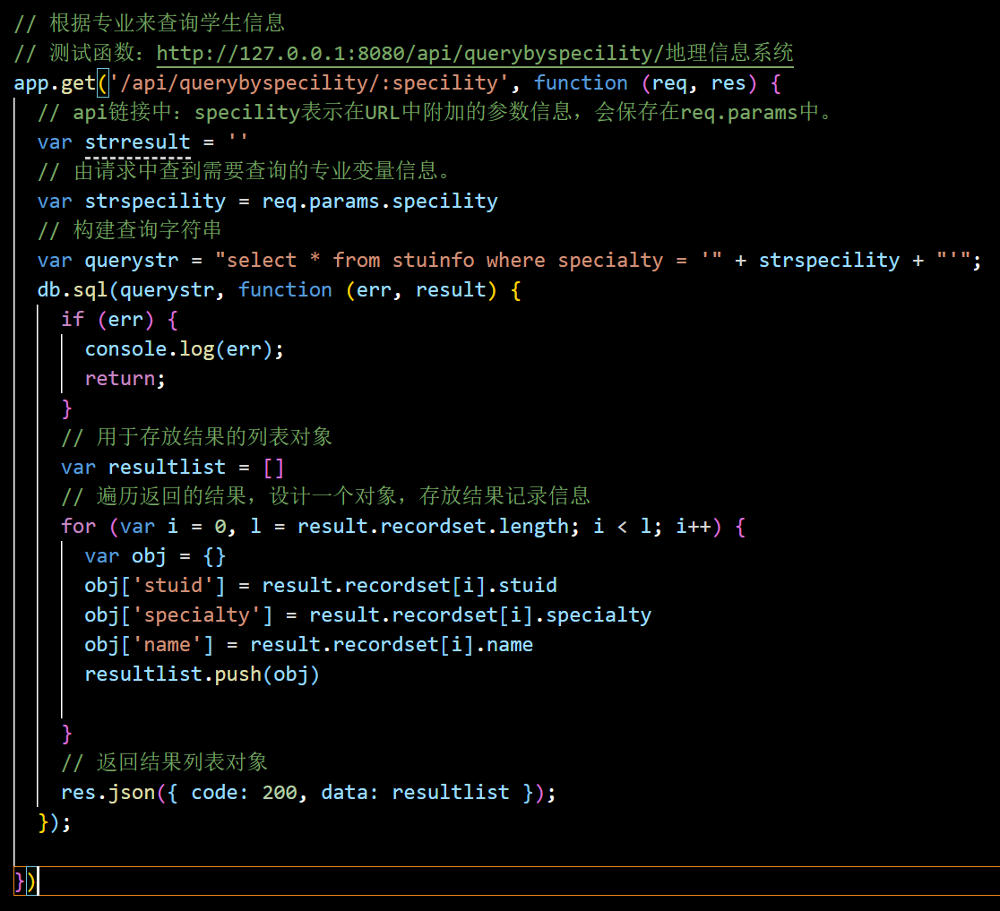 // 根据专业来查询学生信息
// 测试函数：http://127.0.0.1:8080/api/querybyspecility/地理信息系统
app.get('/api/querybyspecility/:specility', function (req, res) {
  // api链接中：specility表示在URL中附加的参数信息，会保存在req.params中。
  var strresult = ''
  // 由请求中查到需要查询的专业变量信息。
  var strspecility = req.params.specility
  // 构建查询字符串
  var querystr = "select * from stuinfo where specialty = '" + strspecility + "'";
  db.sql(querystr, function (err, result) {
    if (err) {
      console.log(err);
      return;
    }
    // 用于存放结果的列表对象
    var resultlist = []
    // 遍历返回的结果，设计一个对象，存放结果记录信息
    for (var i = 0, l = result.recordset.length; i < l; i++) {
      var obj = {}
      obj['stuid'] = result.recordset[i].stuid
      obj['specialty'] = result.recordset[i].specialty
      obj['name'] = result.recordset[i].name
      resultlist.push(obj)
    }
    // 返回结果列表对象
    res.json({ code: 200, data: resultlist });
  });
})